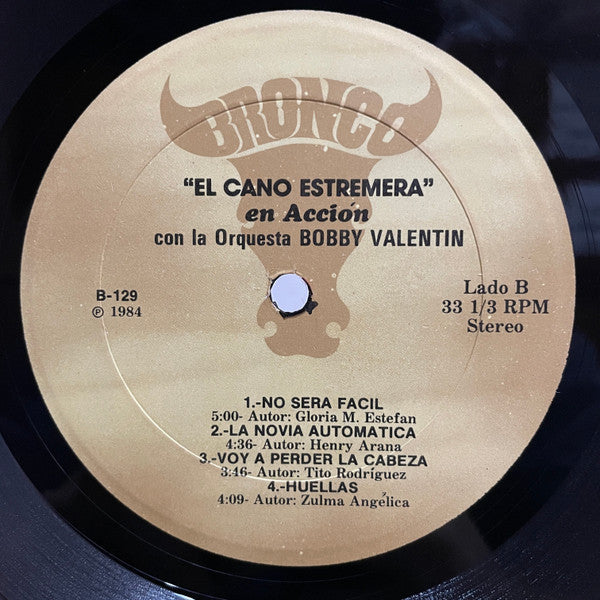 BRONCO
"EL CANO ESTREMERA"
en Acción
con la Orquesta BOBBY VALENTIN
B-129
℗ 1984
Lado B
33 1/3 RPM
Stereo
1.-NO SERA FACIL
5:00- Autor: Gloria M. Estefan
2.-LA NOVIA AUTOMATICA
4:36- Autor: Henry Arana
3.-VOY A PERDER LA CABEZA
3:46- Autor: Tito Rodríguez
4.-HUELLAS
4:09- Autor: Zulma Angélica